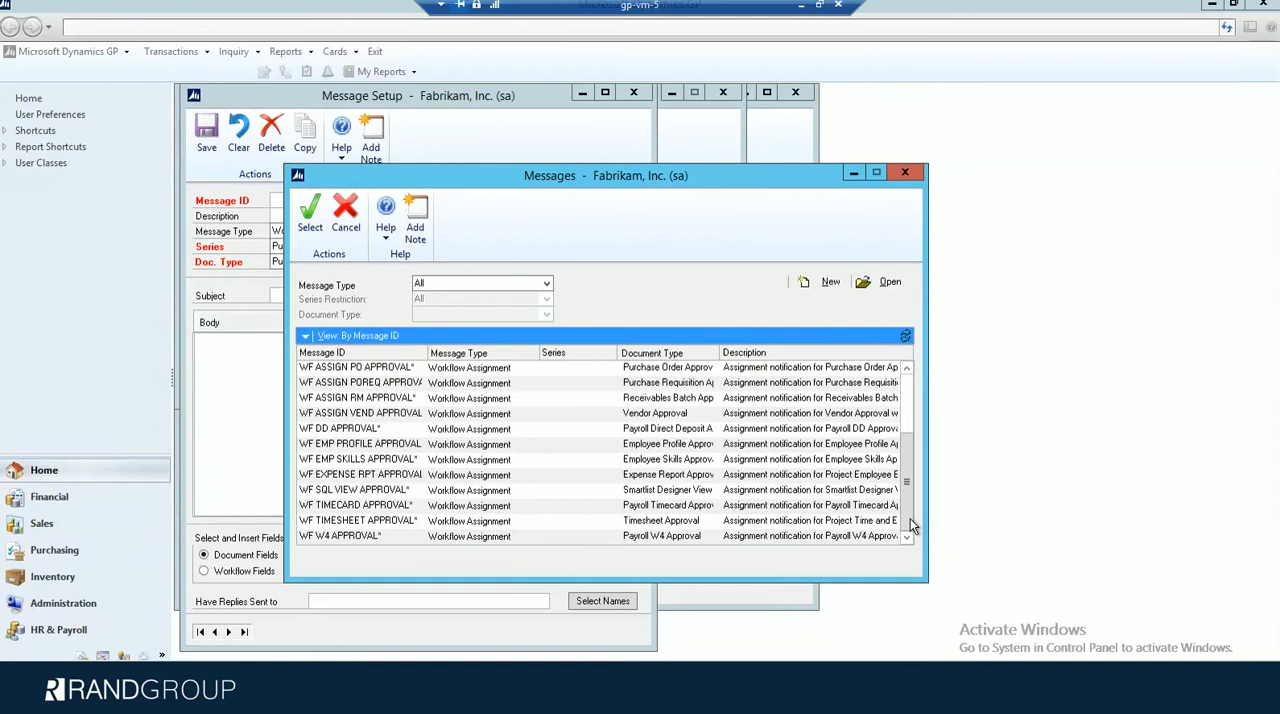 gp-vm-5
Microsoft Dynamics GP
Microsoft Dynamics GP Transactions Inquiry Reports Cards Exit
My Reports
Home
User Preferences
Shortcuts
Report Shortcuts
User Classes
Message Setup - Fabrikam, Inc. (sa)
Save Clear Delete Copy Help Add Note
Actions
Message ID
Description
Message Type
Series
Doc. Type
Subject
Body
Select and Insert Fields
Document Fields
Workflow Fields
Have Replies Sent to
Select Names
Messages - Fabrikam, Inc. (sa)
Select Cancel Help Add Note
Actions Help
Message Type All
Series Restriction: All
Document Type:
New Open
View: By Message ID
Message ID Message Type Series Document Type Description
WF ASSIGN PO APPROVAL* Workflow Assignment Purchase Order Approv Assignment notification for Purchase Order Ap
WF ASSIGN POREQ APPROVA Workflow Assignment Purchase Requisition Ap Assignment notification for Purchase Requisiti
WF ASSIGN RM APPROVAL* Workflow Assignment Receivables Batch App Assignment notification for Receivables Batch
WF ASSIGN VEND APPROVAL Workflow Assignment Vendor Approval Assignment notification for Vendor Approval w
WF DD APPROVAL* Workflow Assignment Payroll Direct Deposit A Assignment notification for Payroll DD Approva
WF EMP PROFILE APPROVAL Workflow Assignment Employee Profile Approv Assignment notification for Employee Profile Ap
WF EMP SKILLS APPROVAL* Workflow Assignment Employee Skills Approv Assignment notification for Employee Skills Ap
WF EXPENSE RPT APPROVAL Workflow Assignment Expense Report Approv Assignment notification for Project Employee E
WF SQL VIEW APPROVAL* Workflow Assignment Smartlist Designer View Assignment notification for Smartlist Designer
WF TIMECARD APPROVAL* Workflow Assignment Payroll Timecard Approv Assignment notification for Payroll Timecard Ap
WF TIMESHEET APPROVAL* Workflow Assignment Timesheet Approval Assignment notification for Project Time and E
WF W4 APPROVAL* Workflow Assignment Payroll W4 Approval Assignment notification for Payroll W4 Approv
Home
Financial
Sales
Purchasing
Inventory
Administration
HR & Payroll
Activate Windows
Go to System in Control Panel to activate Windows.
RANDGROUP